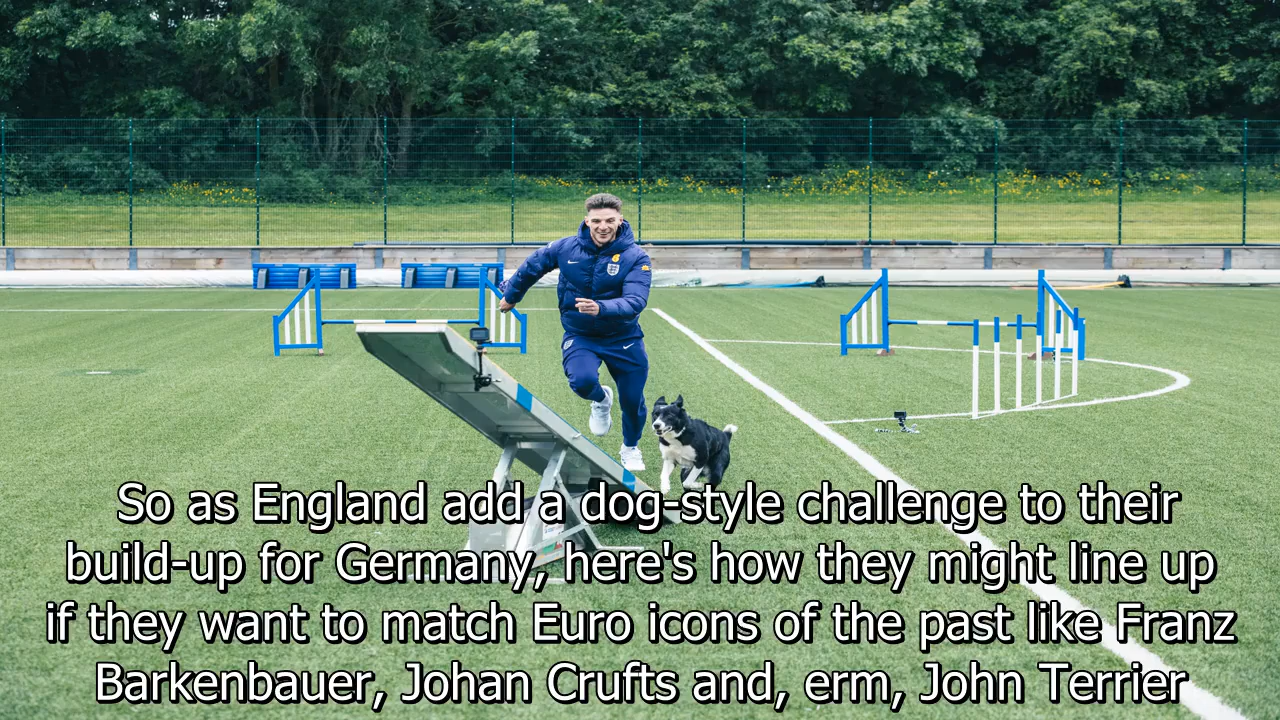 So as England add a dog-style challenge to their
build-up for Germany, here's how they might line up
if they want to match Euro icons of the past like Franz
Barkenbauer, Johan Crufts and, erm, John Terrier